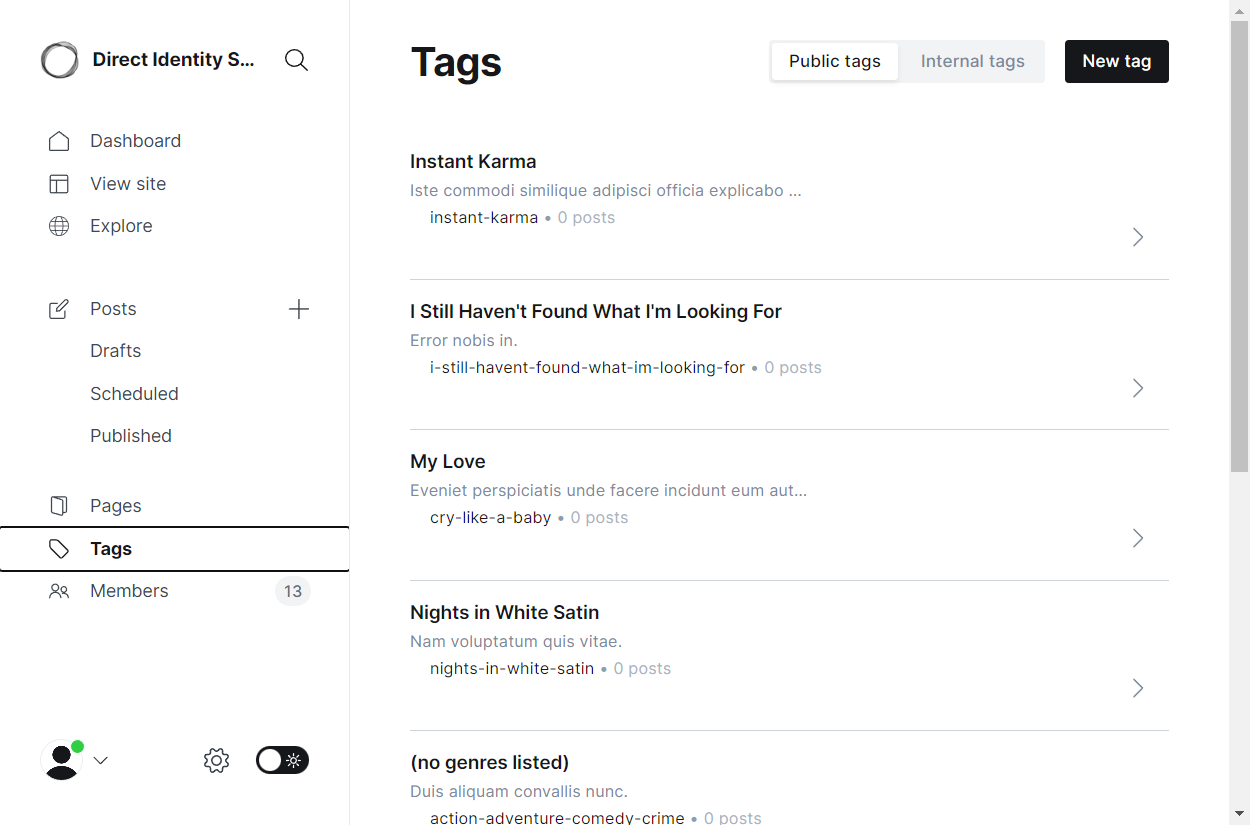 Direct Identity S...
Dashboard
View site
Explore
Posts
Drafts
Scheduled
Published
Pages
Tags
Members
13
Tags
Public tags
Internal tags
New tag
Instant Karma
Iste commodi similique adipisci officia explicabo ...
instant-karma • 0 posts
I Still Haven't Found What I'm Looking For
Error nobis in.
i-still-havent-found-what-im-looking-for • 0 posts
My Love
Eveniet perspiciatis unde facere incidunt eum aut...
cry-like-a-baby • 0 posts
Nights in White Satin
Nam voluptatum quis vitae.
nights-in-white-satin • 0 posts
(no genres listed)
Duis aliquam convallis nunc.
action-adventure-comedy-crime • 0 posts